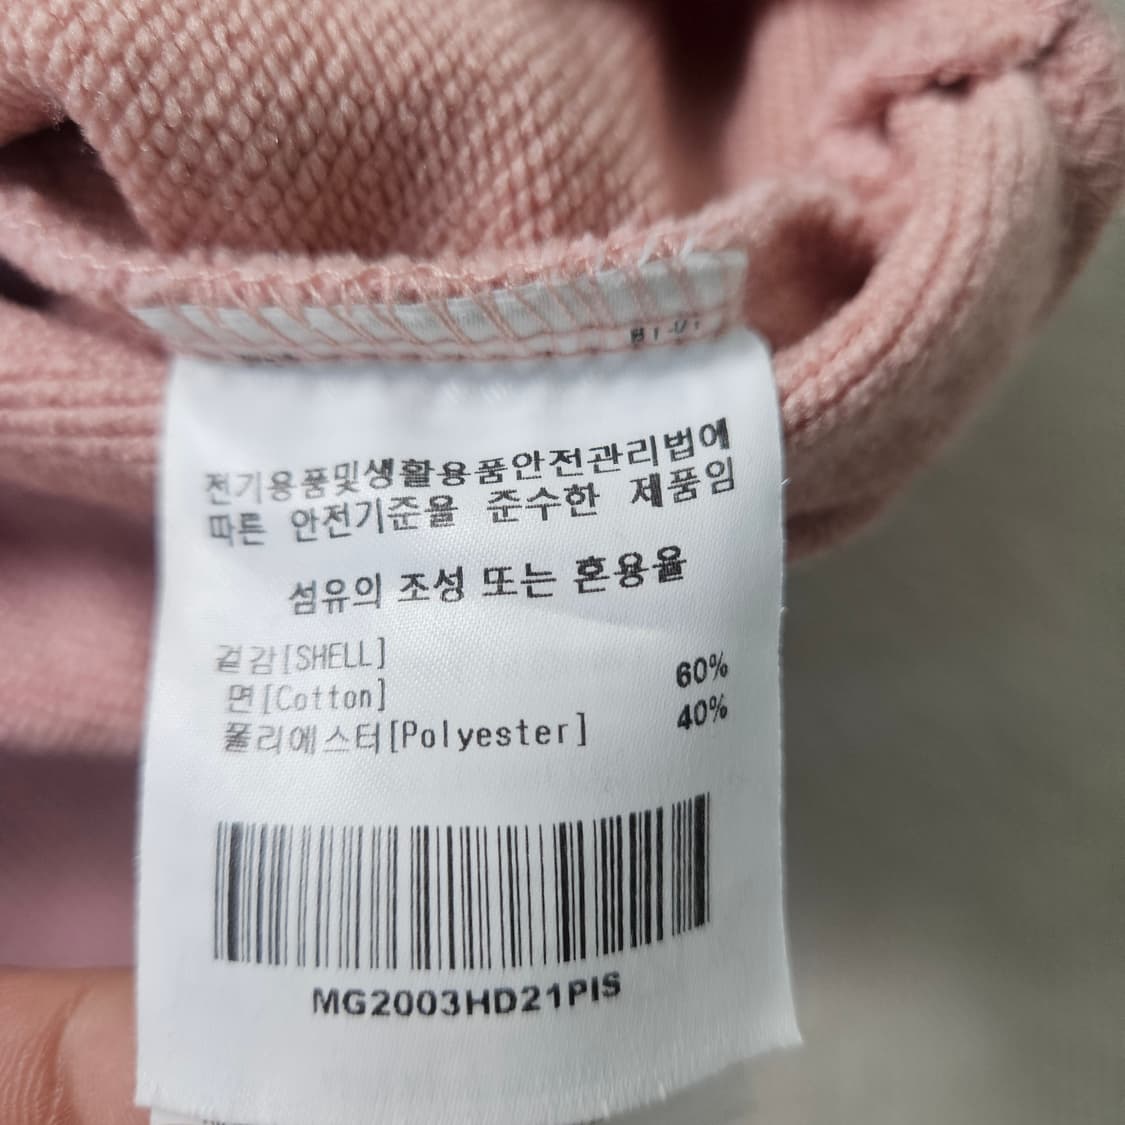 전기용품및생활용품안전관리법에
따른 안전기준을 준수한 제품임
섬유의 조성 또는 혼용율
겉감[SHELL]
면[Cotton] 60%
폴리에스터[Polyester] 40%
MG2003HD21PIS